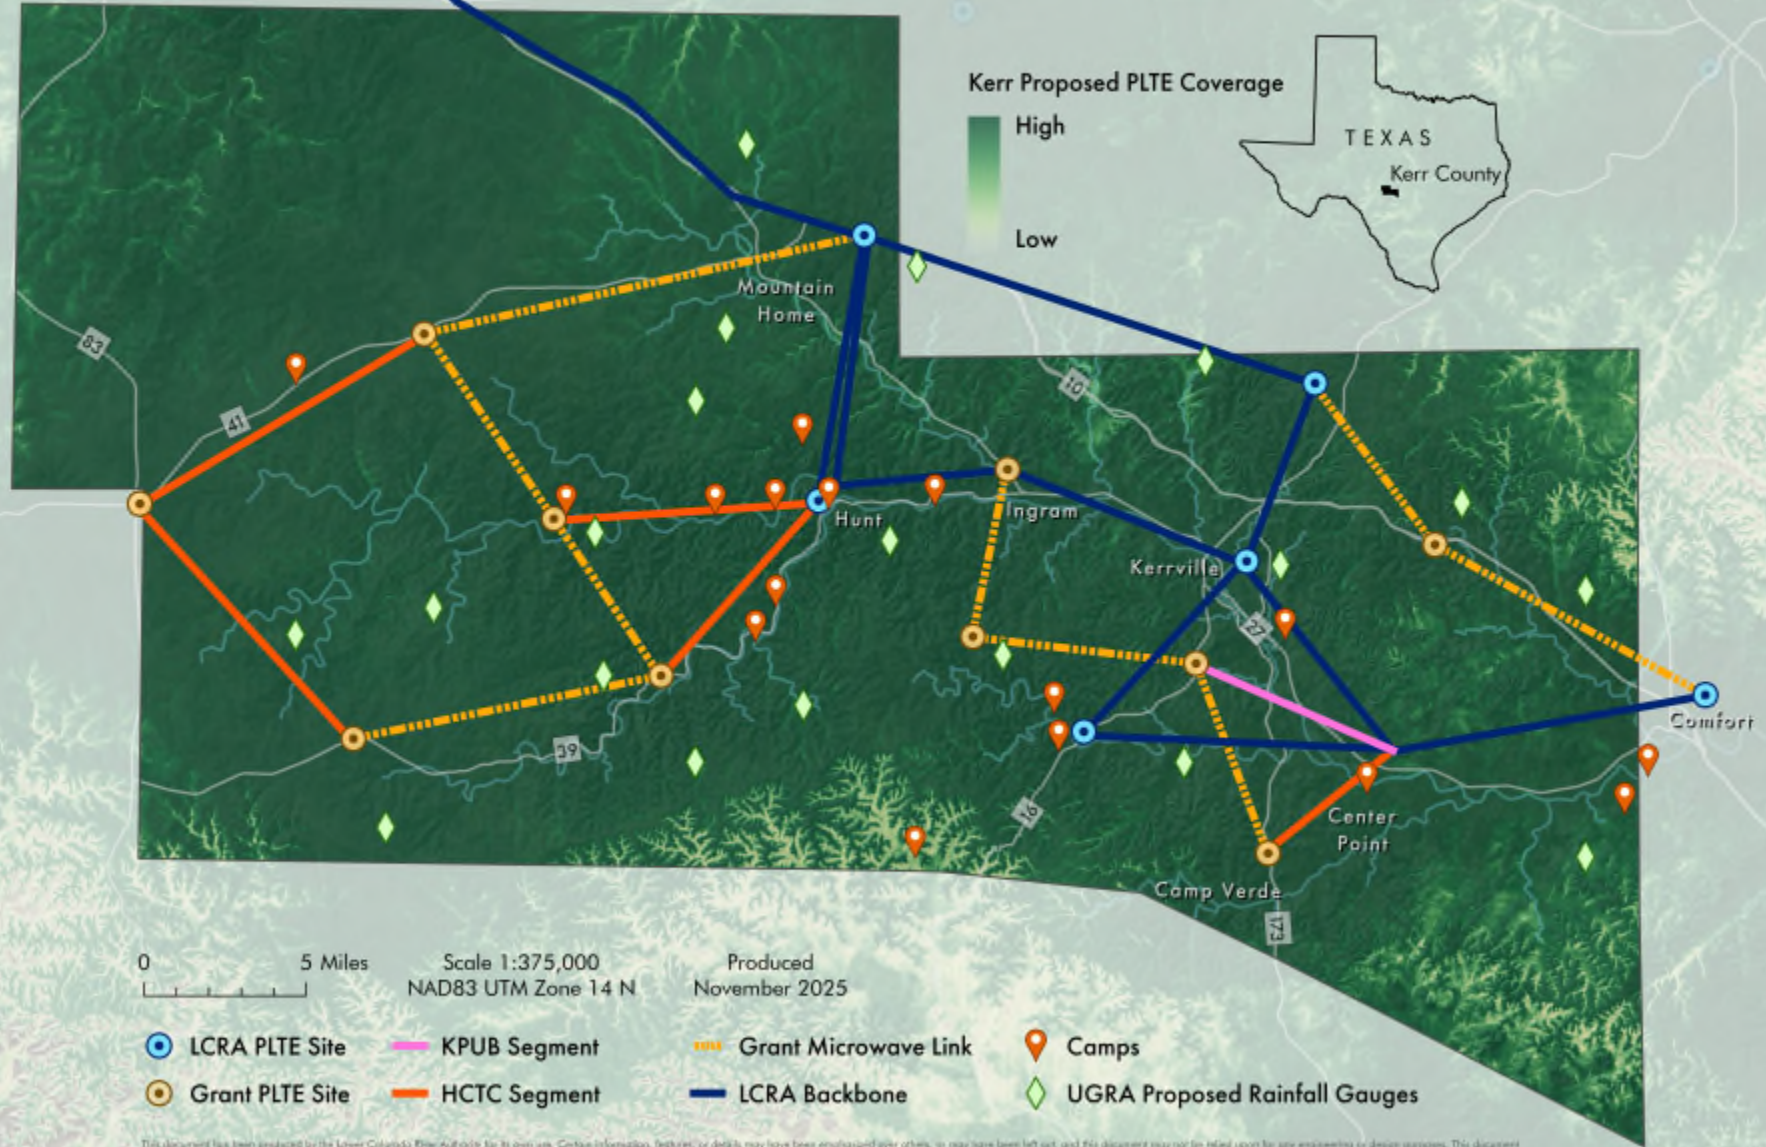 Kerr Proposed PLTE Coverage
High
Low
TEXAS
Kerr County
Mountain
Home
83
41
10
Hunt
Ingram
Kerrville
27
Comfort
39
16
Center
Point
Camp Verde
173
0 5 Miles
Scale 1:375,000
NAD83 UTM Zone 14 N
Produced
November 2025
LCRA PLTE Site
KPUB Segment
Grant Microwave Link
Camps
Grant PLTE Site
HCTC Segment
LCRA Backbone
UGRA Proposed Rainfall Gauges